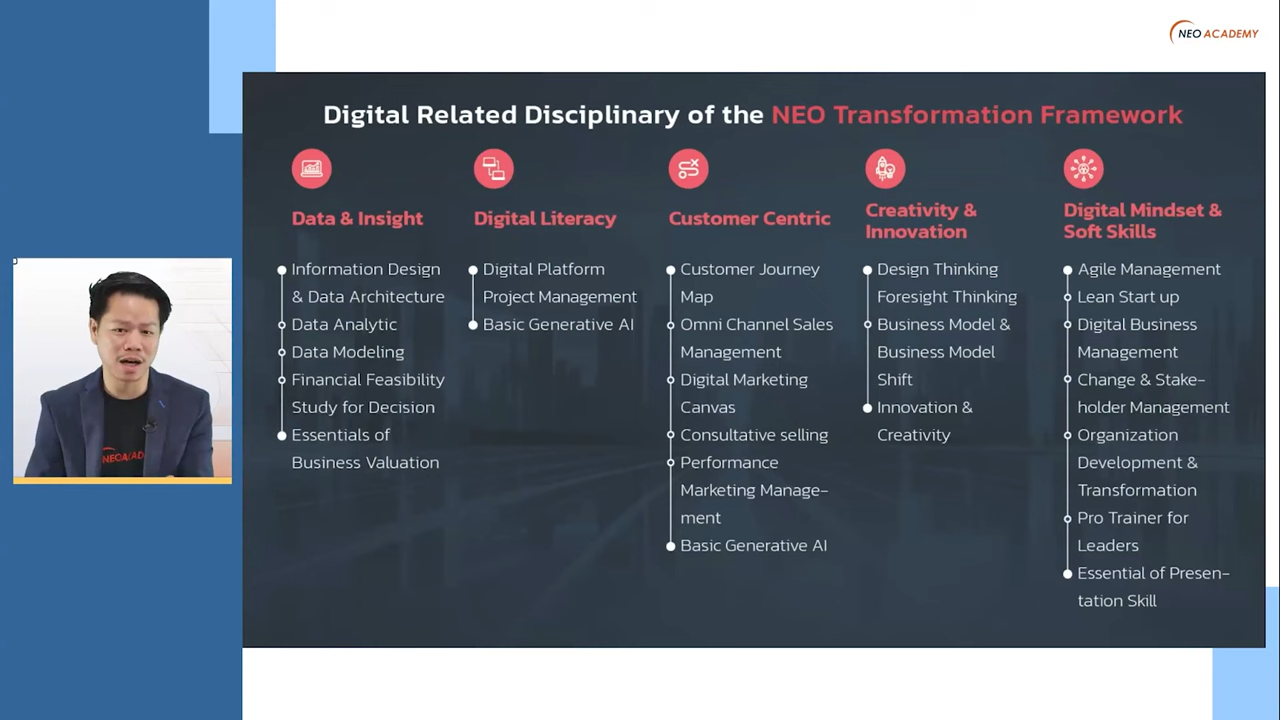 NEO ACADEMY
Digital Related Disciplinary of the NEO Transformation Framework
Data & Insight
Information Design
& Data Architecture
Data Analytic
Data Modeling
Financial Feasibility
Study for Decision
Essentials of
Business Valuation
Digital Literacy
Digital Platform
Project Management
Basic Generative AI
Customer Centric
Customer Journey
Map
Omni Channel Sales
Management
Digital Marketing
Canvas
Consultative selling
Performance
Marketing Manage-
ment
Basic Generative AI
Creativity &
Innovation
Design Thinking
Foresight Thinking
Business Model &
Business Model
Shift
Innovation &
Creativity
Digital Mindset &
Soft Skills
Agile Management
Lean Start up
Digital Business
Management
Change & Stake-
holder Management
Organization
Development &
Transformation
Pro Trainer for
Leaders
Essential of Presen-
tation Skill